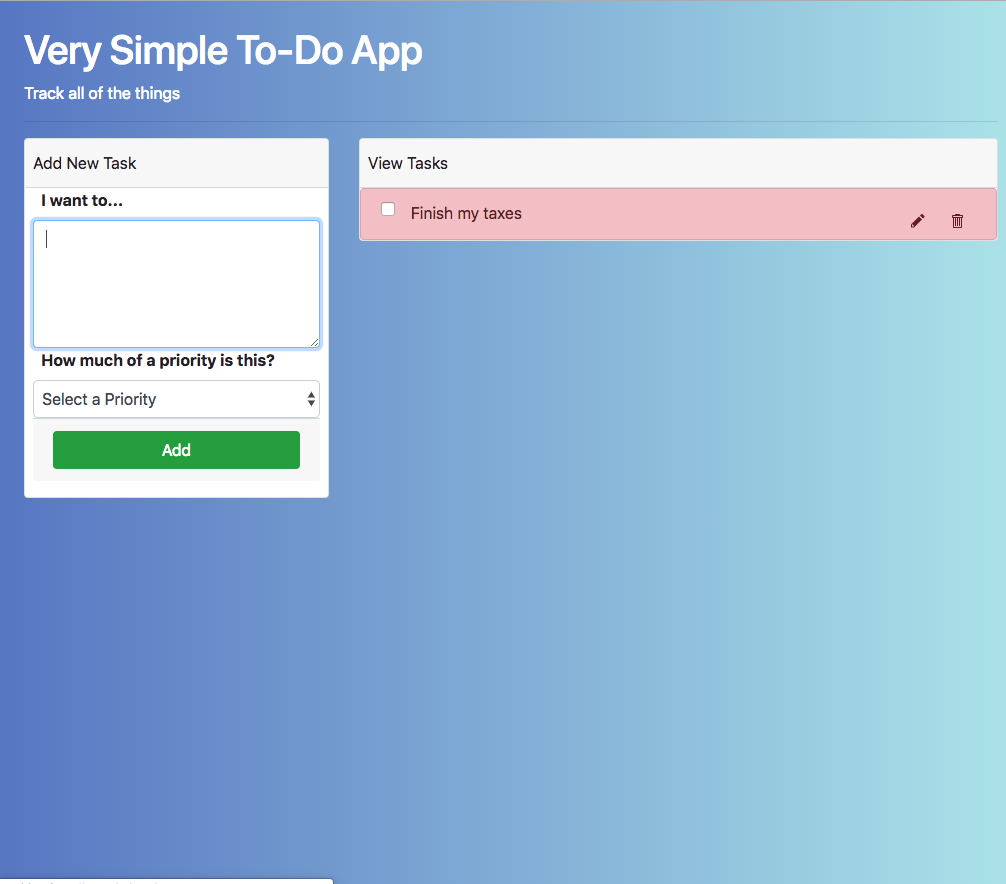 Very Simple To-Do App
Track all of the things
Add New Task
I want to...
How much of a priority is this?
Select a Priority
Add
View Tasks
Finish my taxes